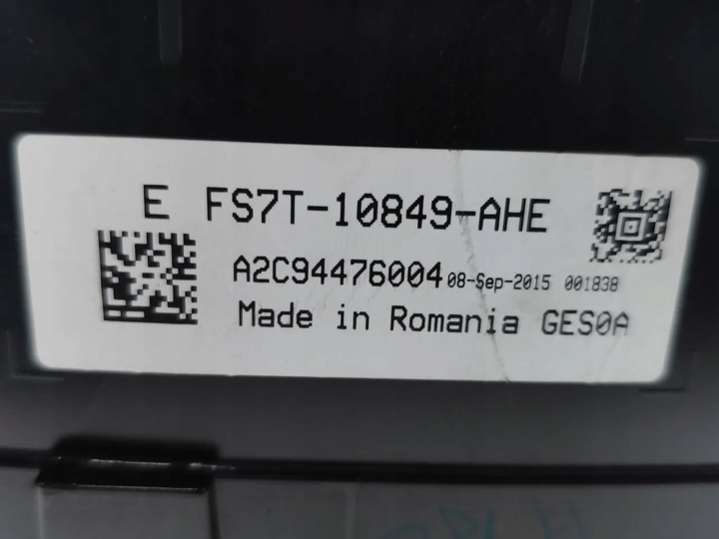 E FS7T-10849-AHE
A2C94476004 08-Sep-2015 001838
Made in Romania GES0A